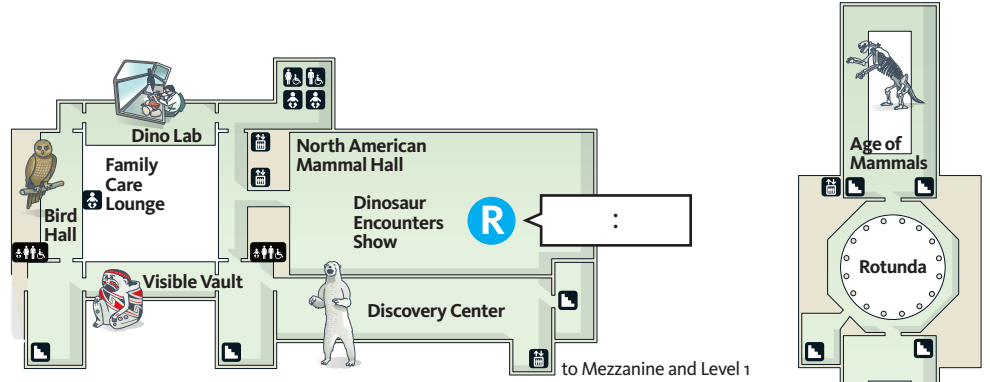 Dino Lab
Family
Care
Lounge
Bird
Hall
Visible Vault
North American
Mammal Hall
Dinosaur
Encounters
Show
R
:
Discovery Center
to Mezzanine and Level 1
Age of
Mammals
Rotunda